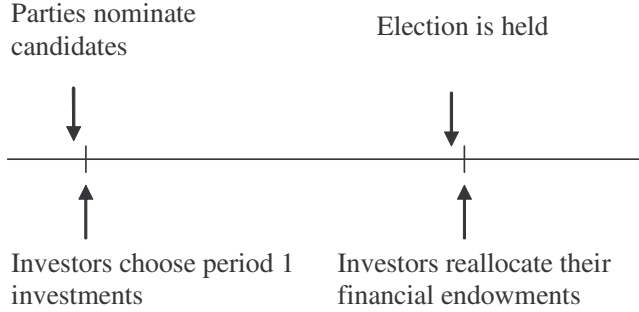 Parties nominate
candidates
Election is held
Investors choose period 1
investments
Investors reallocate their
financial endowments